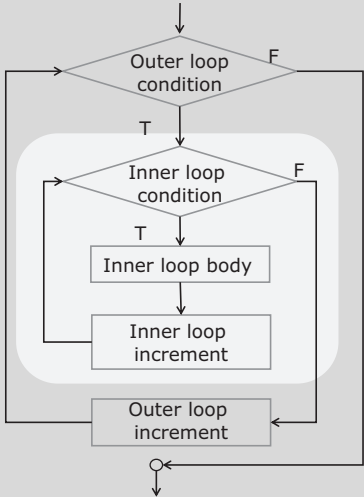 F
Outer loop
condition
T
Inner loop
condition
F
T
Inner loop body
Inner loop
increment
Outer loop
increment